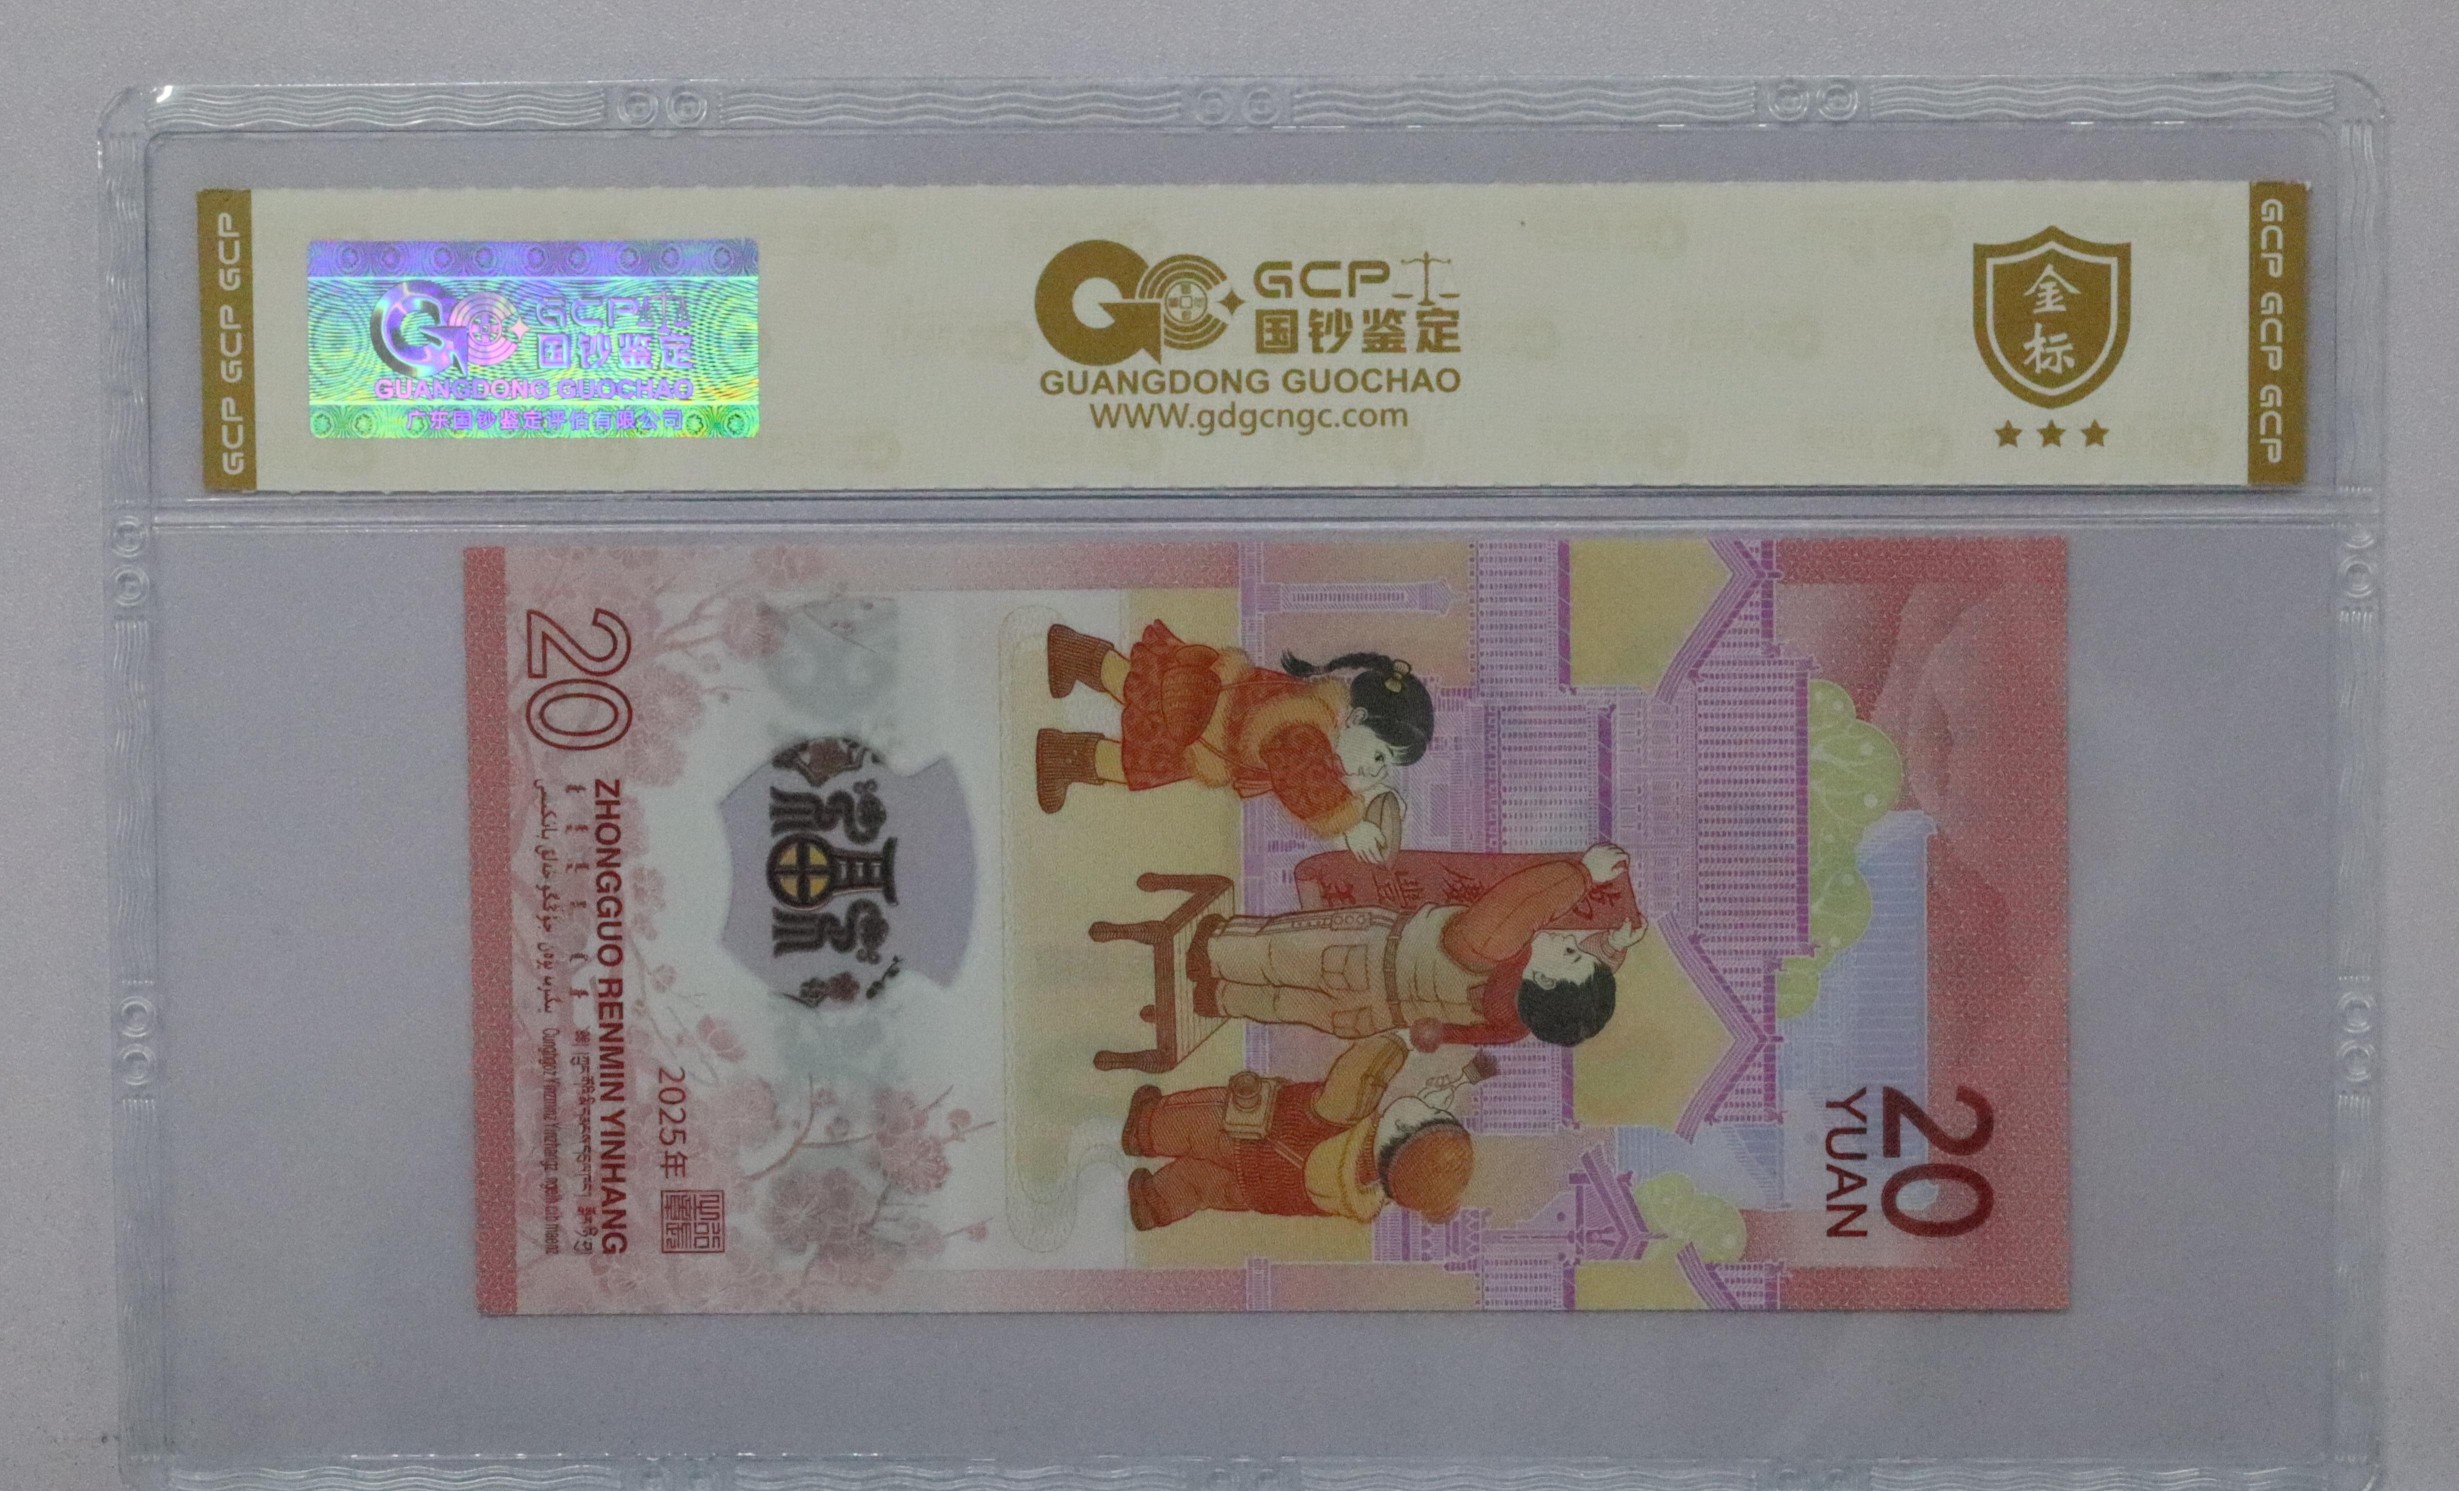 GCP GCP GCP
GCP
国钞鉴定
GUANGDONG GUOCHAO
广东国钞鉴定评估有限公司
GCP
国钞鉴定
GUANGDONG GUOCHAO
WWW.gdgcngc.com
金
标
GCP GCP GCP
20
YUAN
2025年
ZHONGGUO RENMIN YINHANG
20